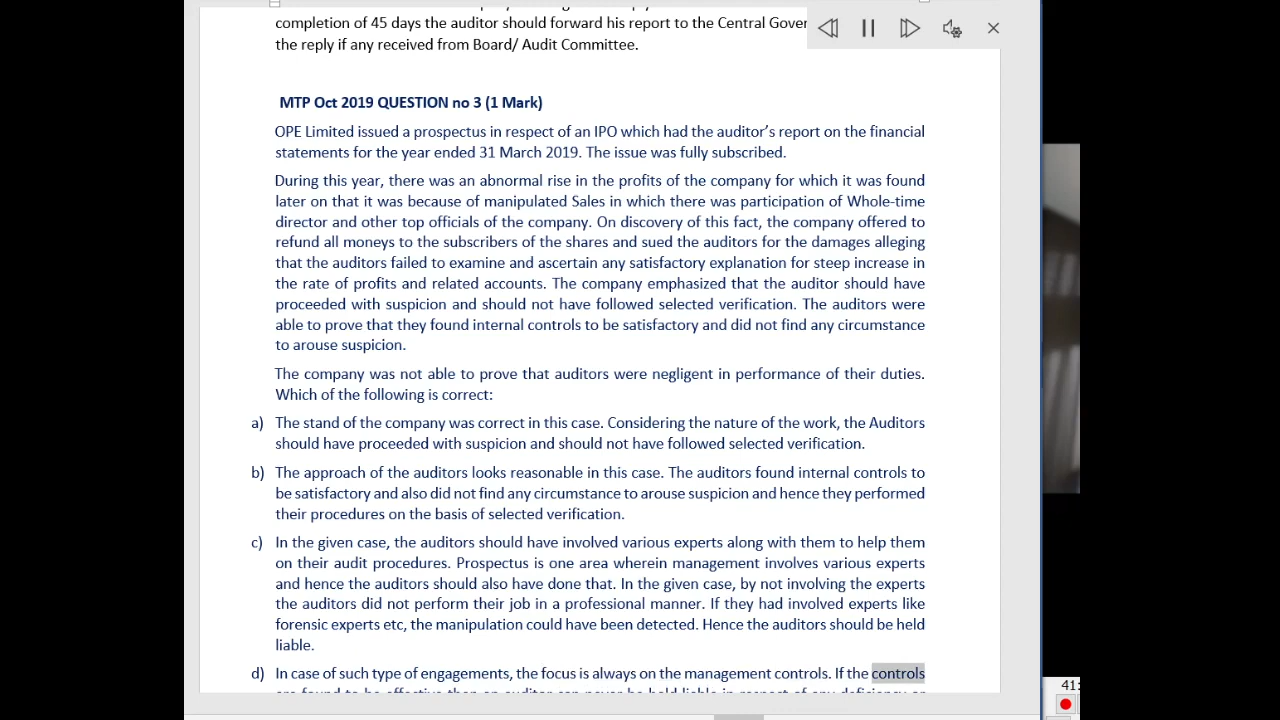 completion of 45 days the auditor should forward his report to the Central
the reply if any received from Board/ Audit Committee.
MTP Oct 2019 QUESTION no 3 (1 Mark)
OPE Limited issued a prospectus in respect of an IPO which had the auditor's report on the financial
statements for the year ended 31 March 2019. The issue was fully subscribed.
During this year, there was an abnormal rise in the profits of the company for which it was found
later on that it was because of manipulated Sales in which there was participation of Whole-time
director and other top officials of the company. On discovery of this fact, the company offered to
refund all moneys to the subscribers of the shares and sued the auditors for the damages alleging
that the auditors failed to examine and ascertain any satisfactory explanation for steep increase in
the rate of profits and related accounts. The company emphasized that the auditor should have
proceeded with suspicion and should not have followed selected verification. The auditors were
able to prove that they found internal controls to be satisfactory and did not find any circumstance
to arouse suspicion.
The company was not able to prove that auditors were negligent in performance of their duties.
Which of the following is correct:
a) The stand of the company was correct in this case. Considering the nature of the work, the Auditors
should have proceeded with suspicion and should not have followed selected verification.
b) The approach of the auditors looks reasonable in this case. The auditors found internal controls to
be satisfactory and also did not find any circumstance to arouse suspicion and hence they performed
their procedures on the basis of selected verification.
c) In the given case, the auditors should have involved various experts along with them to help them
on their audit procedures. Prospectus is one area wherein management involves various experts
and hence the auditors should also have done that. In the given case, by not involving the experts
the auditors did not perform their job in a professional manner. If they had involved experts like
forensic experts etc, the manipulation could have been detected. Hence the auditors should be held
liable.
d) In case of such type of engagements, the focus is always on the management controls. If the controls
are found to be effective then an auditor can never be held liable in respect of any deficiency or
41: